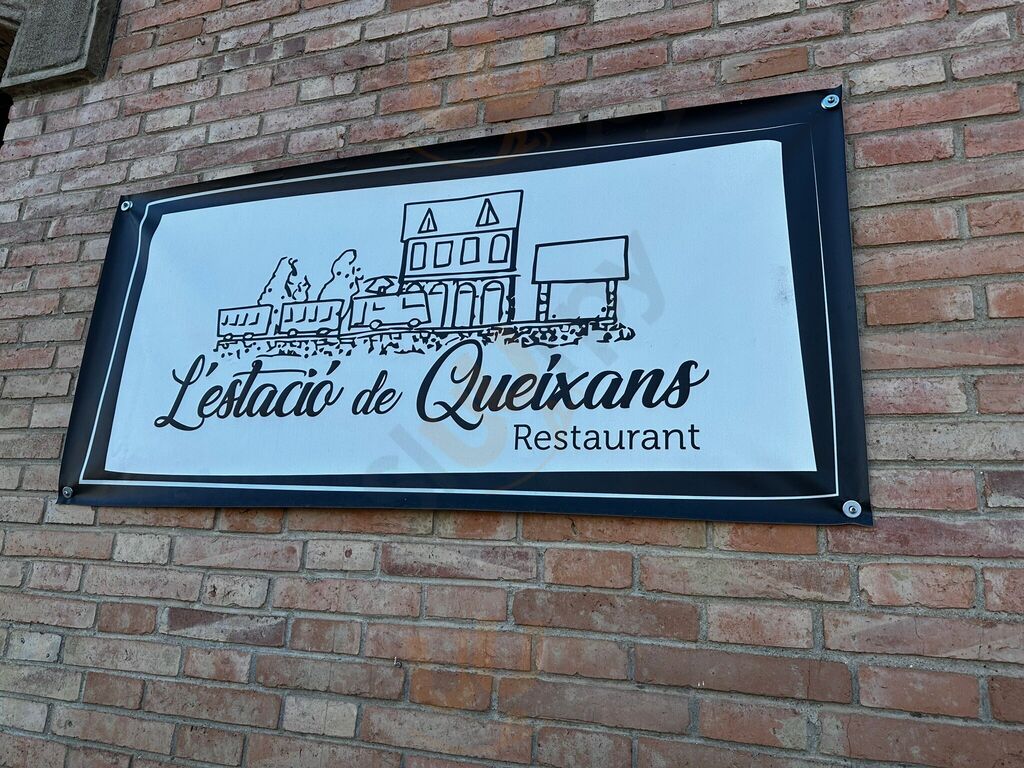 L'estació de Queixans
Restaurant